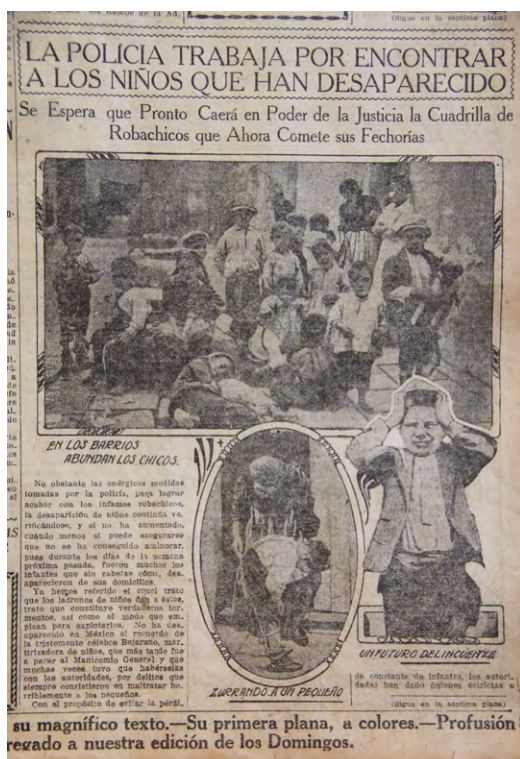 los Ramos de la Ad,
(Sigue en la séptima plana)
LA POLICIA TRABAJA POR ENCONTRAR
A LOS NIÑOS QUE HAN DESAPARECIDO
Se Espera que Pronto Caerá en Poder de la Justicia la Cuadrilla de
Robachicos que Ahora Comete sus Fechorías
EN LOS BARRIOS
ABUNDAN LOS CHICOS.
No obstante las enérgicas medidas
tomadas por la policía, para lograr
acabar con los infames robachicos,
la desaparición de niños continúa ve,
rificándose, y si no ha aumentado,
cuando menos sí puede asegurarse
que no se ha conseguido aminorar,
pues durante los días de la semana
próxima pasada, fueron muchos los
infantes que sin saberse cómo, des,
aparecieron de sus domicilios.
Ya hemos referido el cruel trato
que los ladrones de niños dan a éstos,
trato que constituye verdaderos tor,
mentos, así como el modo que em,
plean para explotarlos. No ha des,
aparecido en México el recuerdo de
la tristemente célebre Bejarano, mar,
tirizadora de niños, que más tarde fue
a parar al Manicomio General y que
muchas veces tuvo que habérselas
con las autoridades, por delitos que
siempre consistieron en maltratar ho,
rriblemente a los pequeños.
Con el propósito de evitar la pérdi,
ZURRANDO A UN PEQUEÑO
UN FUTURO DELINCUENTE
da constante de infantes, las autori,
dades han dado órdenes estrictas a
(Sigue en la séptima plana)
su magnífico texto.—Su primera plana, a colores.—Profusión
regado a nuestra edición de los Domingos.